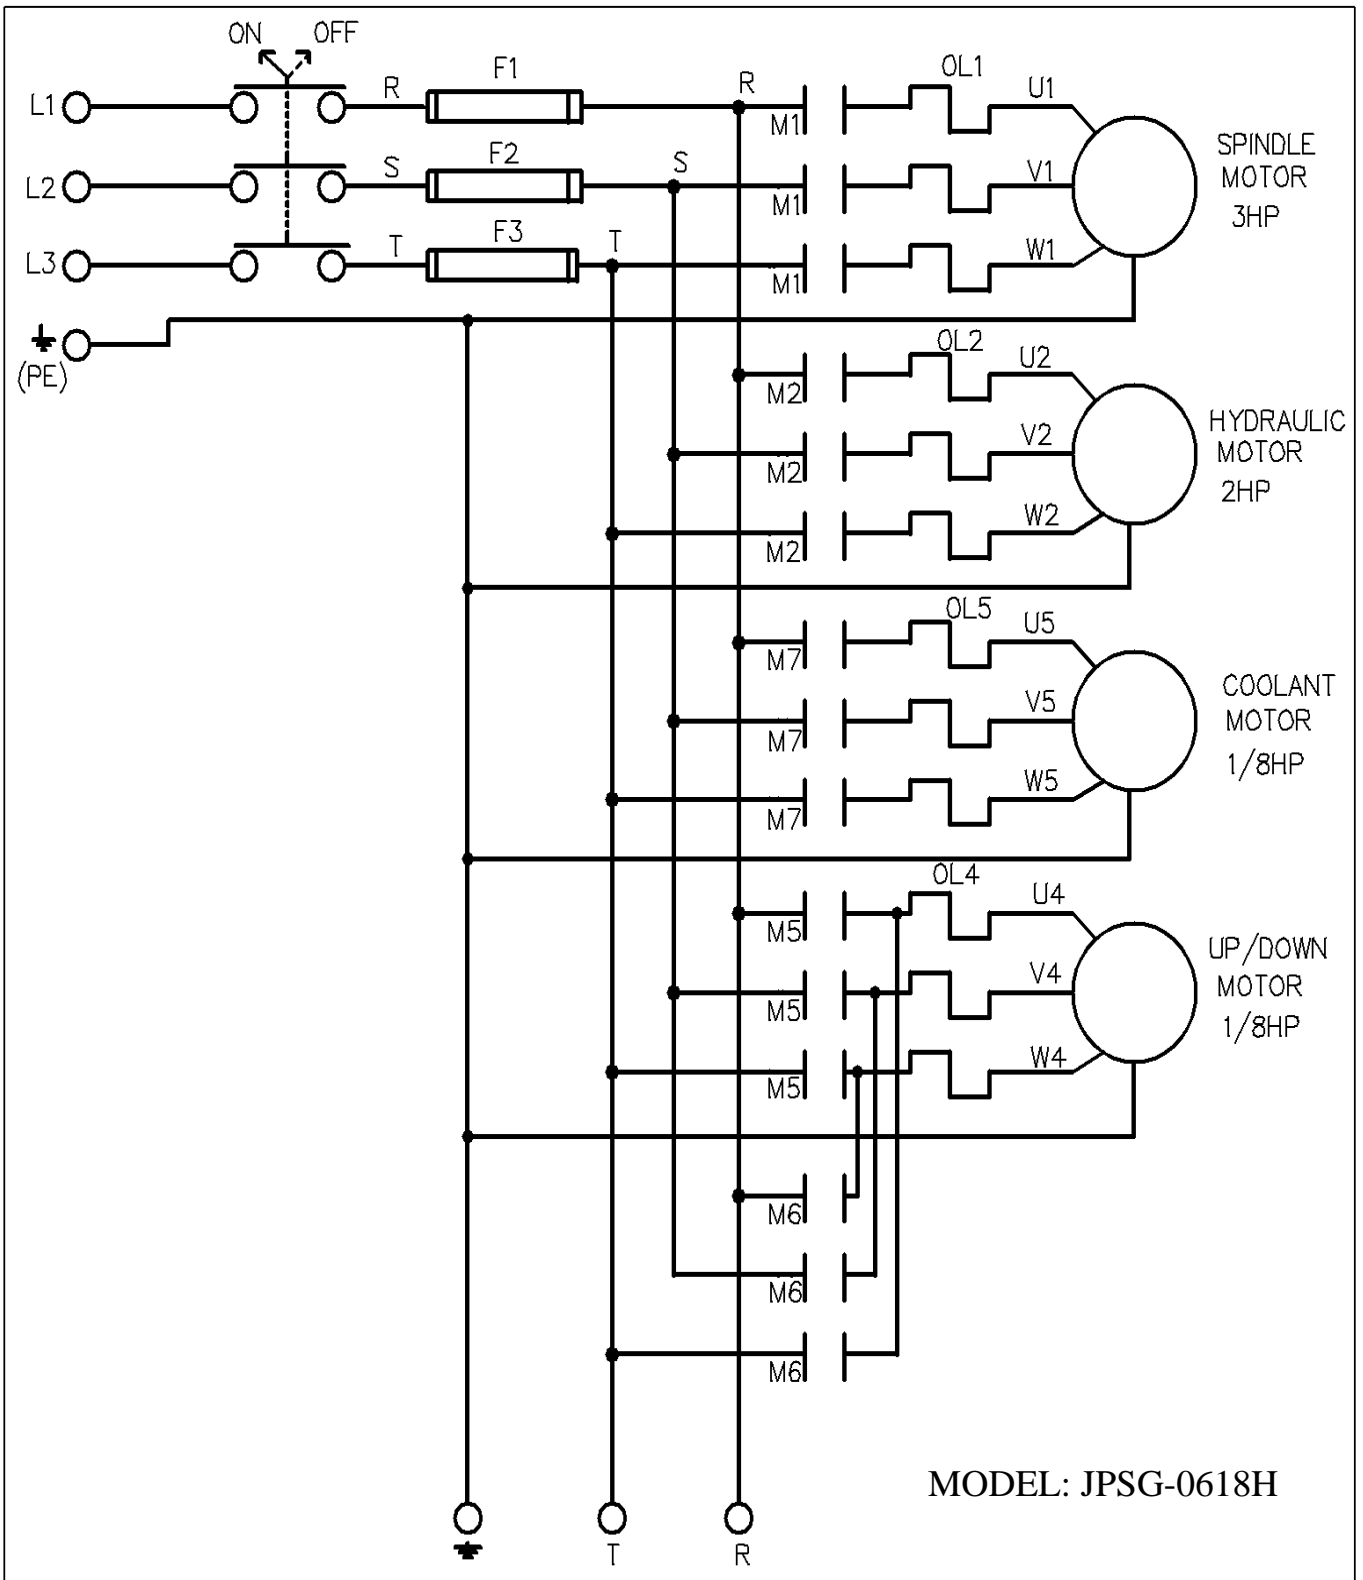 ON OFF
L1 R F1 R M1 OL1 U1
L2 S F2 S M1 V1
L3 T F3 T M1 W1
SPINDLE
MOTOR
3HP
(PE)
M2 OL2 U2
M2 V2
M2 W2
HYDRAULIC
MOTOR
2HP
M7 OL5 U5
M7 V5
M7 W5
COOLANT
MOTOR
1/8HP
M5 OL4 U4
M5 V4
M5 W4
UP/DOWN
MOTOR
1/8HP
M6
M6
M6
MODEL: JPSG-0618H
T R